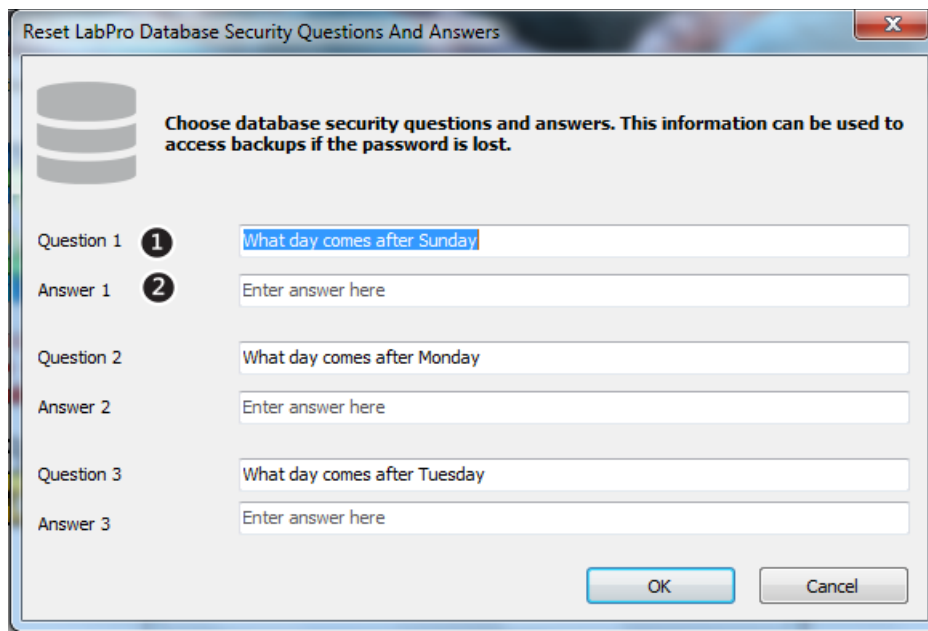 Reset LabPro Database Security Questions And Answers
Choose database security questions and answers. This information can be used to
access backups if the password is lost.
Question 1 ❶ What day comes after Sunday
Answer 1 ❷ Enter answer here
Question 2 What day comes after Monday
Answer 2 Enter answer here
Question 3 What day comes after Tuesday
Answer 3 Enter answer here
OK Cancel